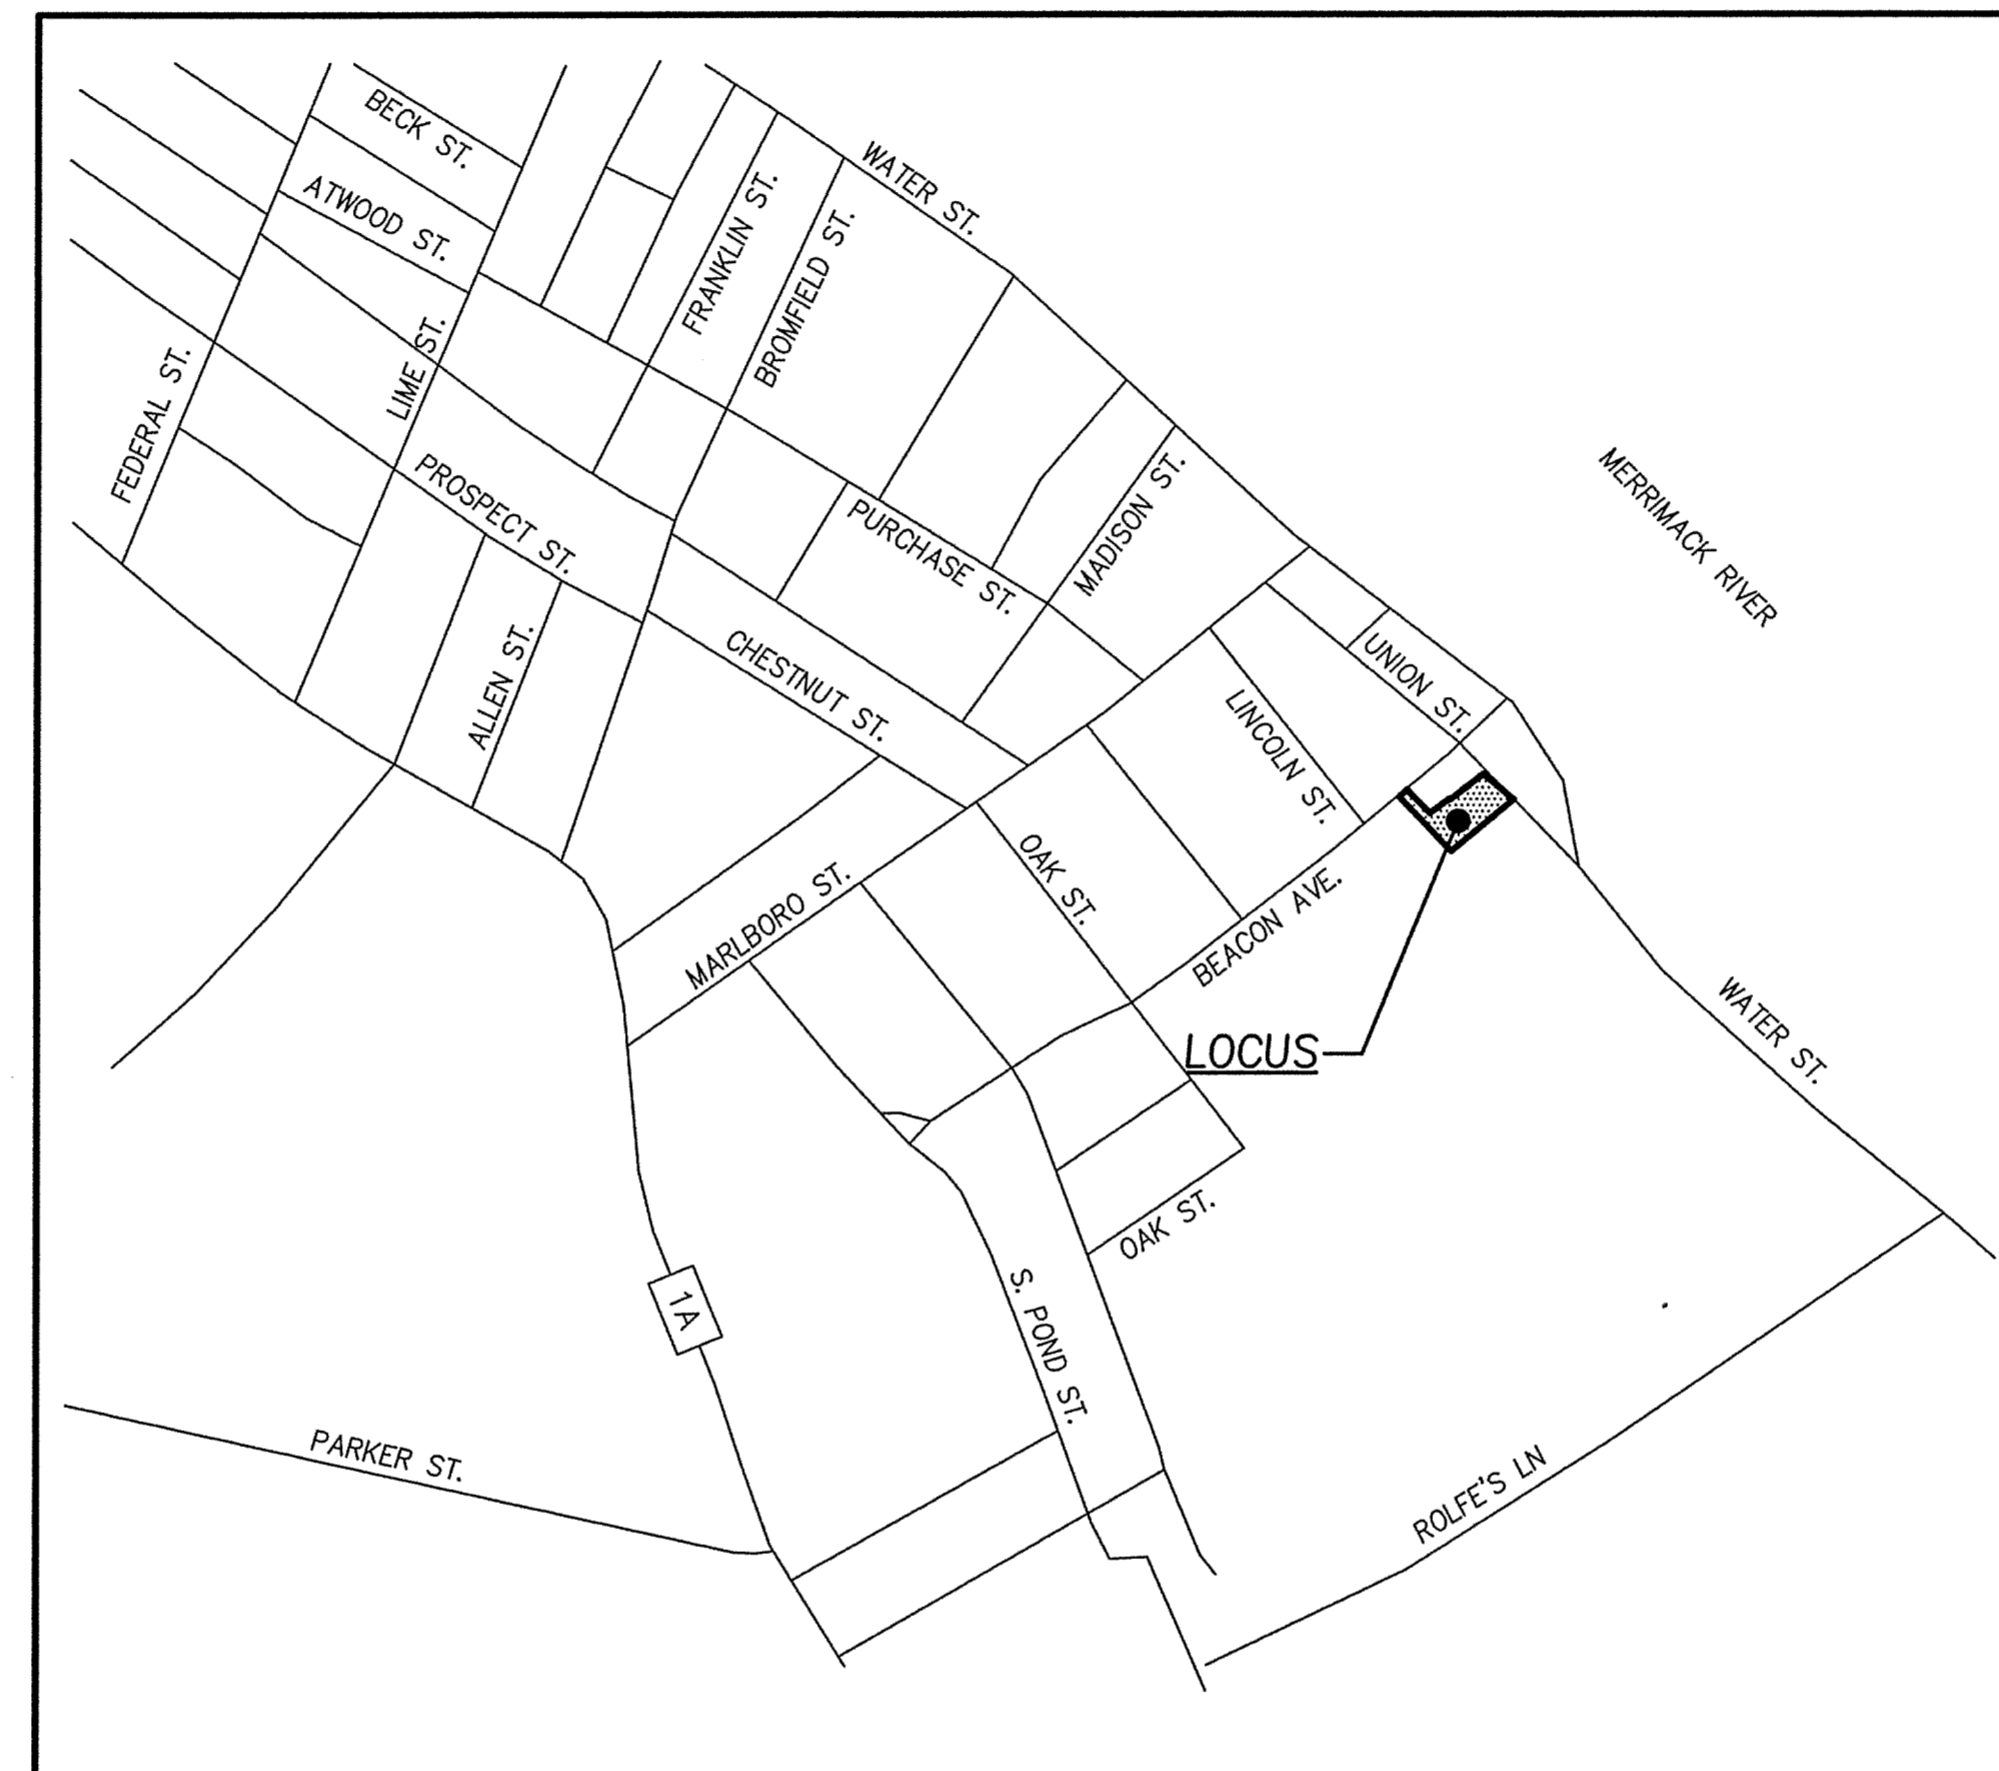 BECK ST.
WATER ST.
ATWOOD ST.
FRANKLIN ST.
BROMFIELD ST.
LIME ST.
FEDERAL ST.
PROSPECT ST.
PURCHASE ST.
MADISON ST.
MERRIMACK RIVER
ALLEN ST.
CHESTNUT ST.
UNION ST.
LINCOLN ST.
OAK ST.
MARLBORO ST.
BEACON AVE.
LOCUS
WATER ST.
OAK ST.
1A
S. POND ST.
PARKER ST.
ROLFE'S LN